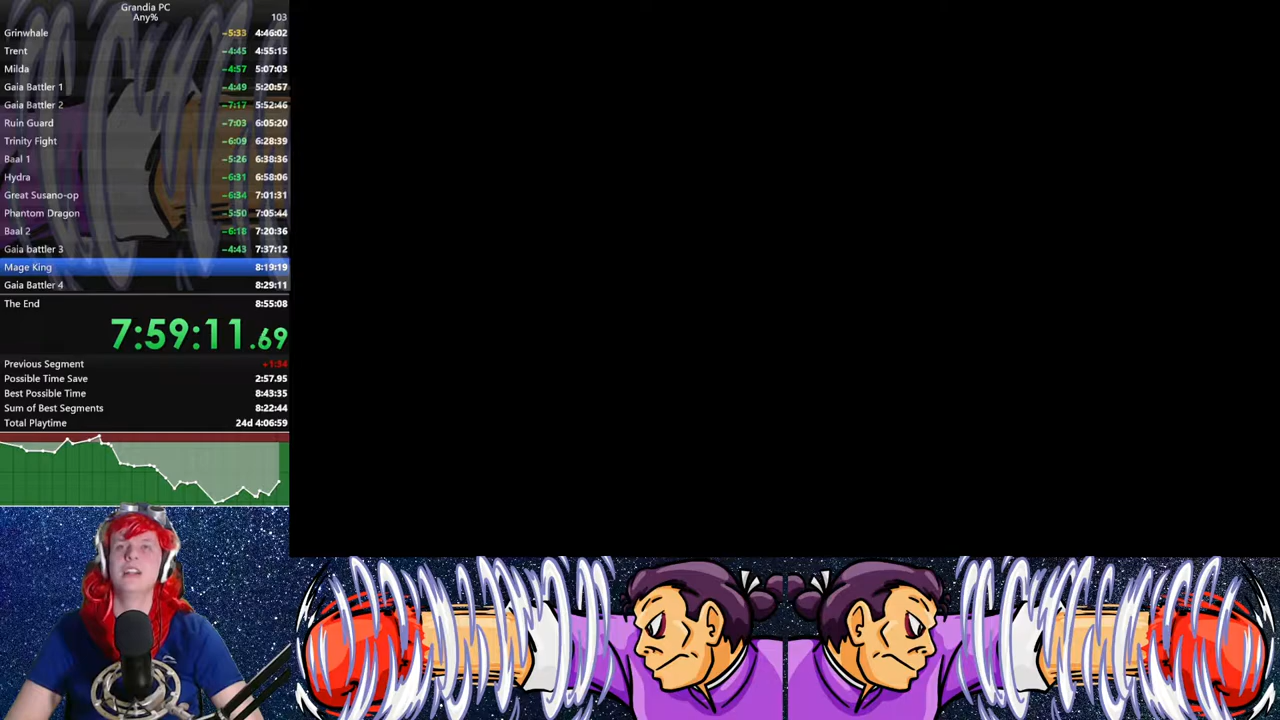 Grandia PC
Any% 103
Grinwhale -5:33 4:46:02
Trent -4:45 4:55:15
Milda -4:57 5:07:03
Gaia Battler 1 -4:49 5:20:57
Gaia Battler 2 -7:17 5:52:46
Ruin Guard -7:03 6:05:20
Trinity Fight -6:09 6:28:39
Baal 1 -5:26 6:38:36
Hydra -6:31 6:58:06
Great Susano-op -6:34 7:01:31
Phantom Dragon -5:50 7:05:44
Baal 2 -6:18 7:20:36
Gaia battler 3 -4:43 7:37:12
Mage King 8:19:19
Gaia Battler 4 8:29:11
The End 8:55:08
7:59:11.69
Previous Segment +1:34
Possible Time Save 2:57.95
Best Possible Time 8:43:35
Sum of Best Segments 8:22:44
Total Playtime 24d 4:06:59